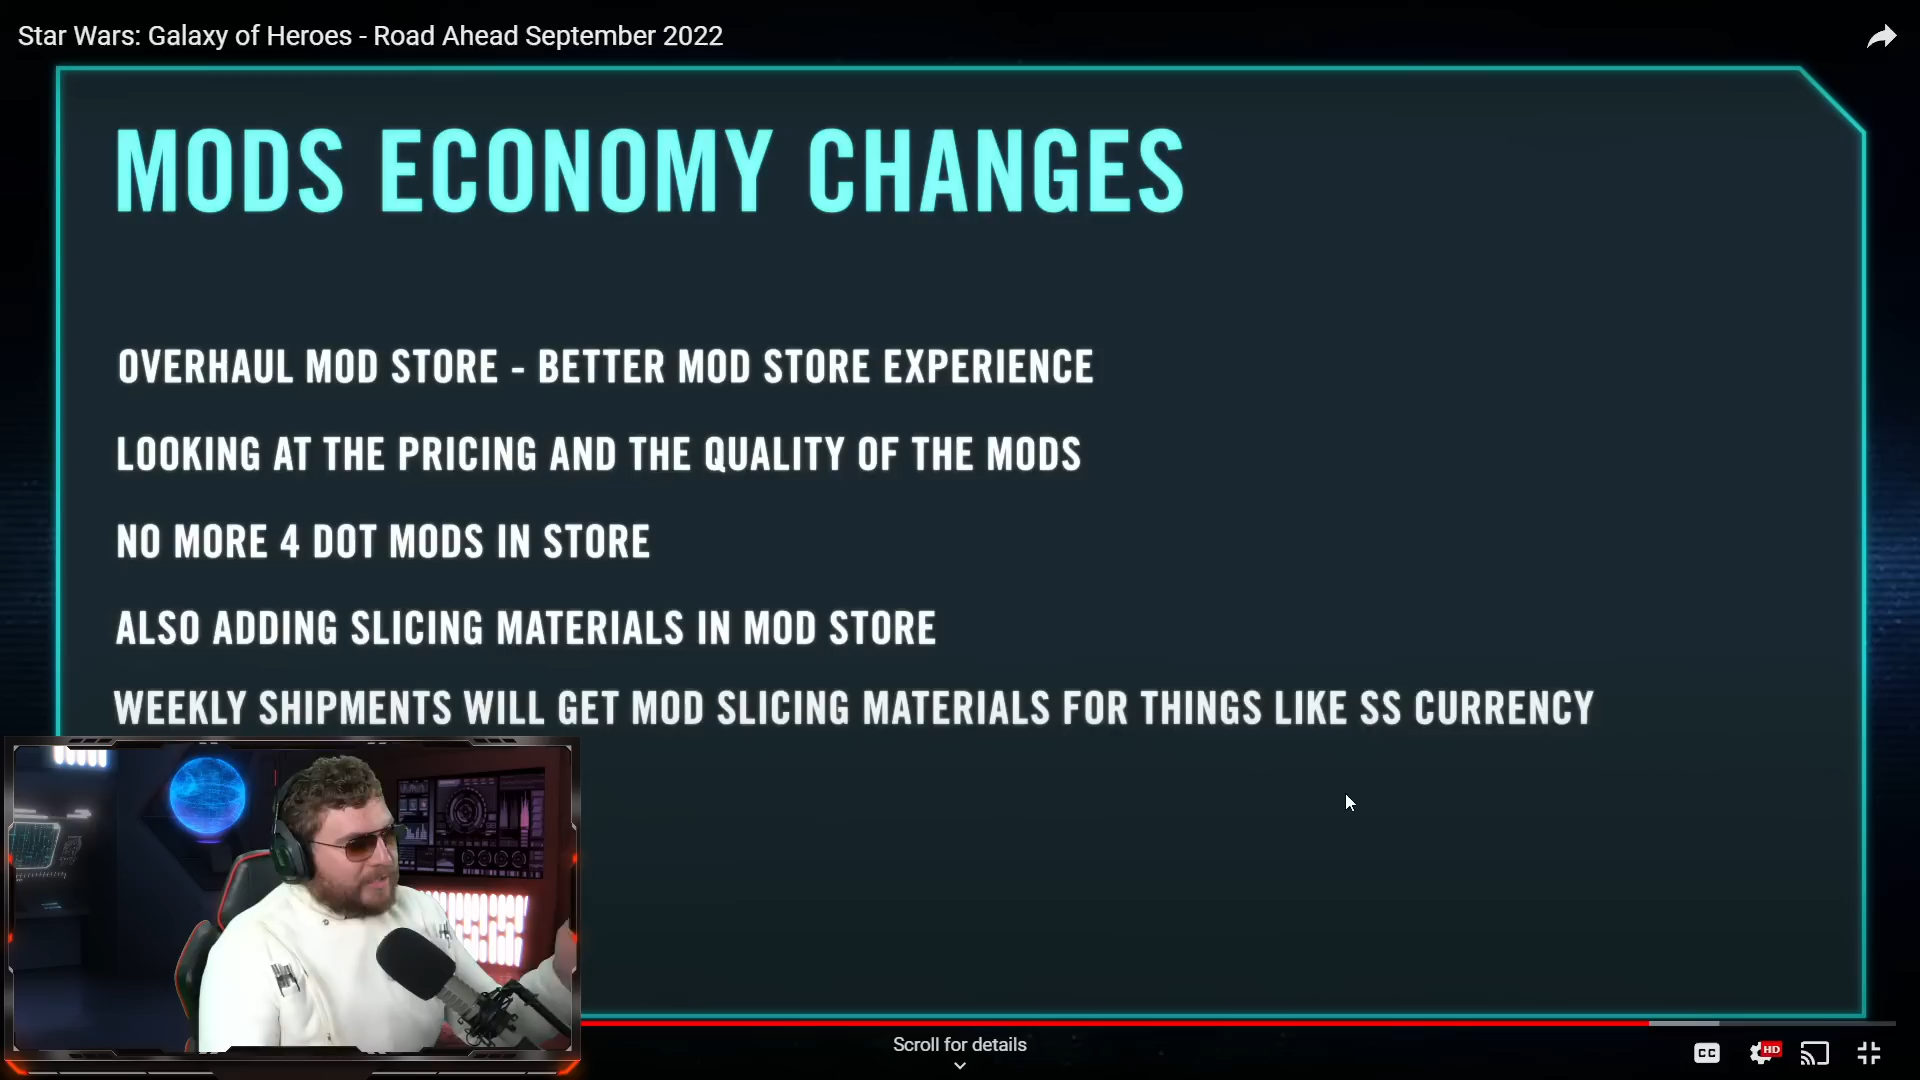 Star Wars: Galaxy of Heroes - Road Ahead September 2022
MODS ECONOMY CHANGES
OVERHAUL MOD STORE - BETTER MOD STORE EXPERIENCE
LOOKING AT THE PRICING AND THE QUALITY OF THE MODS
NO MORE 4 DOT MODS IN STORE
ALSO ADDING SLICING MATERIALS IN MOD STORE
WEEKLY SHIPMENTS WILL GET MOD SLICING MATERIALS FOR THINGS LIKE SS CURRENCY
Scroll for details
CC
HD